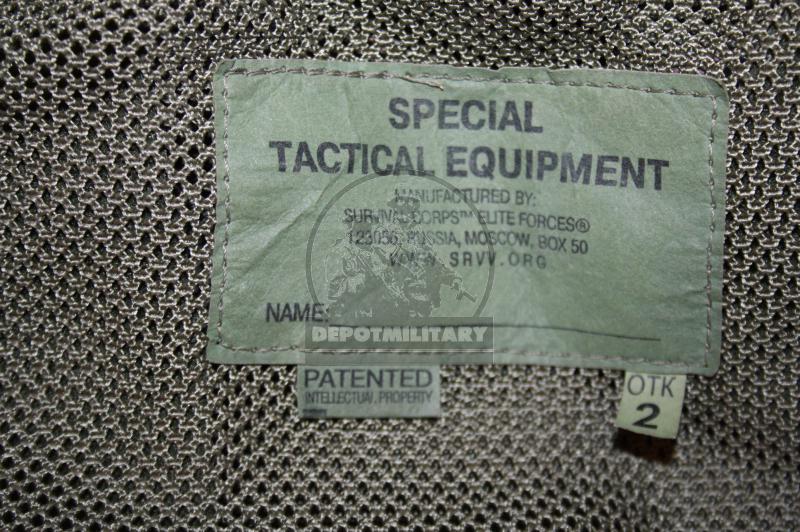 SPECIAL
TACTICAL EQUIPMENT
MANUFACTURED BY:
SURVIVAL CORPS™ ELITE FORCES®
123056, RUSSIA, MOSCOW, BOX 50
WWW.SRVV.ORG
NAME:
DEPOTMILITARY
PATENTED
INTELLECTUAL PROPERTY
ОТК
2